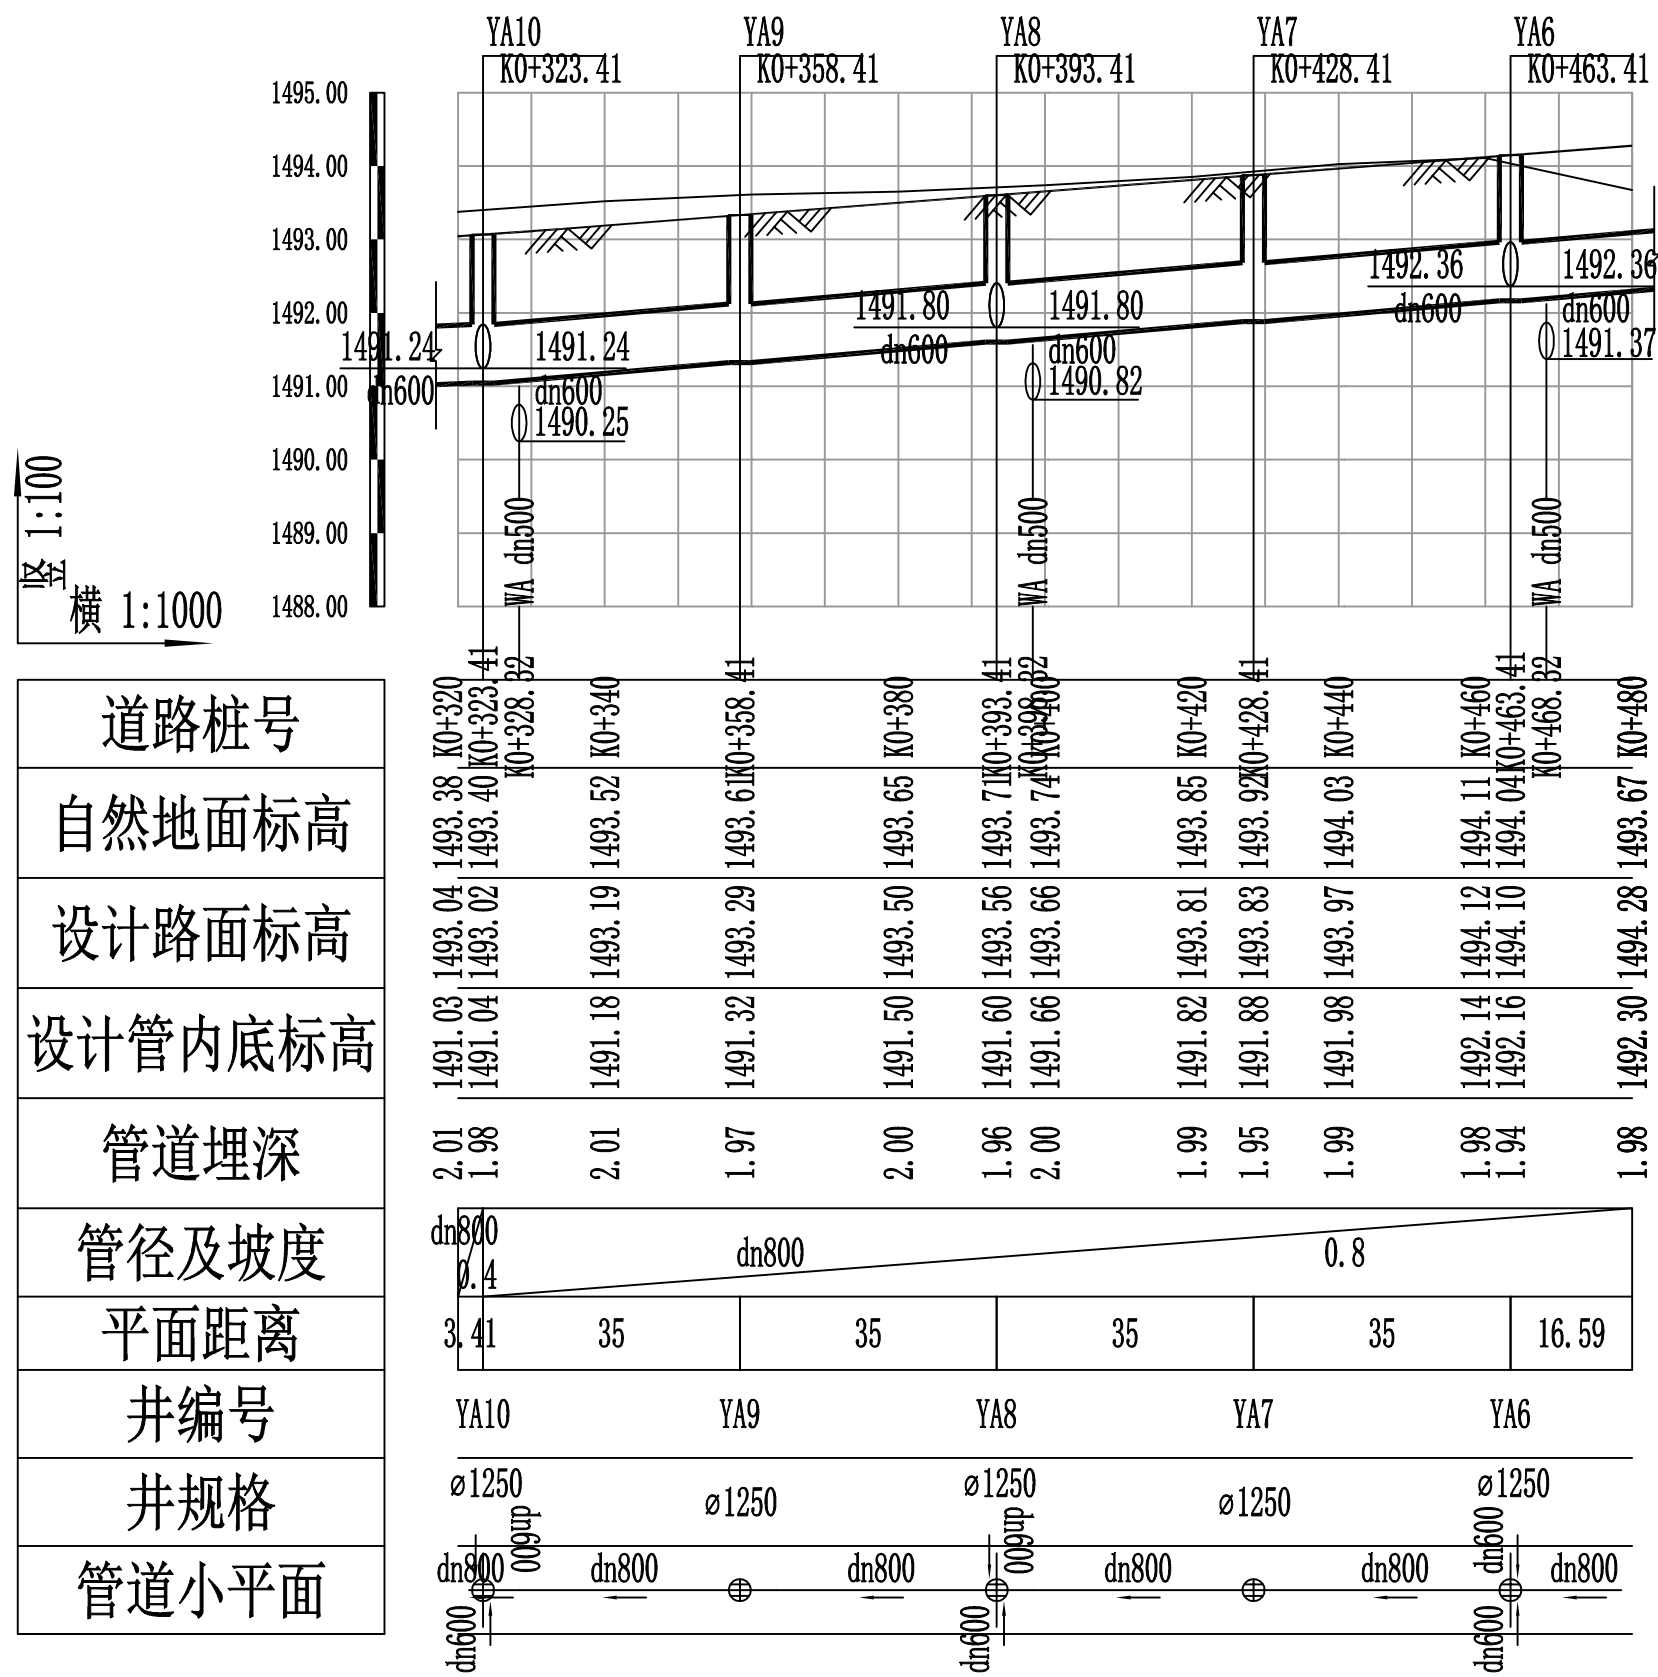 YA10 YA9 YA8 YA7 YA6
K0+323.41 K0+358.41 K0+393.41 K0+428.41 K0+463.41
1495.00
1494.00
1493.00
1492.00
1491.00
1490.00
1489.00
1488.00
1491.24 1491.24
dn600 dn600
1490.25
WA dn500
1491.80 1491.80
dn600 dn600
1490.82
WA dn500
1492.36 1492.36
dn600 dn600
1491.37
WA dn500
竖 1:100
横 1:1000
道路桩号 K0+320 K0+323.41 K0+328.32 K0+340 K0+358.41 K0+380 K0+393.41 K0+398.32 K0+400 K0+420 K0+428.41 K0+440 K0+460 K0+463.41 K0+468.32 K0+480
自然地面标高 1493.38 1493.40 1493.52 1493.61 1493.65 1493.71 1493.74 1493.85 1493.92 1494.03 1494.11 1494.04 1493.67
设计路面标高 1493.04 1493.02 1493.19 1493.29 1493.50 1493.56 1493.66 1493.81 1493.83 1493.97 1494.12 1494.10 1494.28
设计管内底标高 1491.03 1491.04 1491.18 1491.32 1491.50 1491.60 1491.66 1491.82 1491.88 1491.98 1492.14 1492.16 1492.30
管道埋深 2.01 1.98 2.01 1.97 2.00 1.96 2.00 1.99 1.95 1.99 1.98 1.94 1.98
管径及坡度 dn800 0.4 dn800 0.8
平面距离 3.41 35 35 35 35 16.59
井编号 YA10 YA9 YA8 YA7 YA6
井规格 ⌀1250 ⌀1250 ⌀1250 ⌀1250 ⌀1250
管道小平面 dn800 dn600 dn600 dn800 dn800 dn600 dn600 dn800 dn800 dn600 dn600 dn800